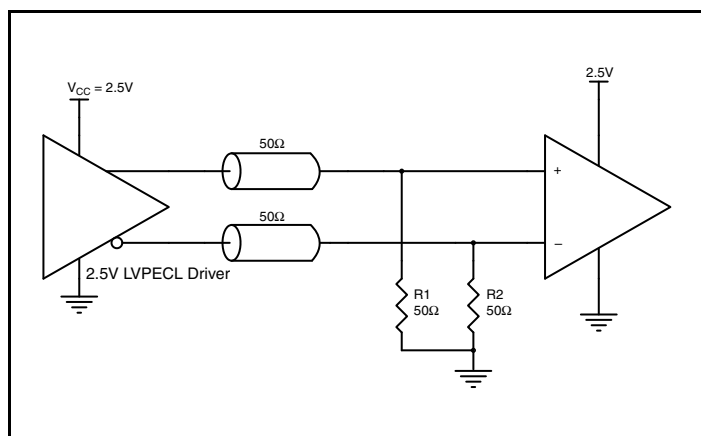 V_CC = 2.5V
2.5V
50Ω
+
50Ω
−
2.5V LVPECL Driver
R1
50Ω
R2
50Ω